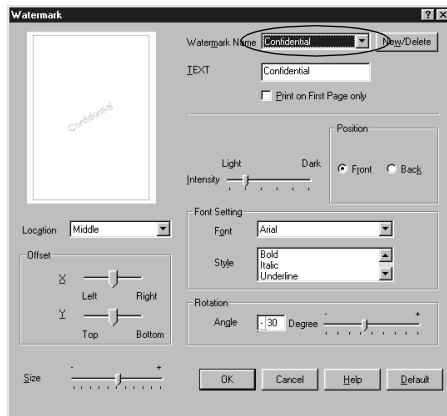 Watermark
Watermark Name Confidential New/Delete
TEXT Confidential
Print on First Page only
Confidential
Position
Light Dark
Intensity
Front Back
Location Middle
Font Setting
Font Arial
Style Bold
Italic
Underline
Offset
X
Left Right
Y
Top Bottom
Rotation
- +
Angle - 30 Degree
Size - +
OK Cancel Help Default